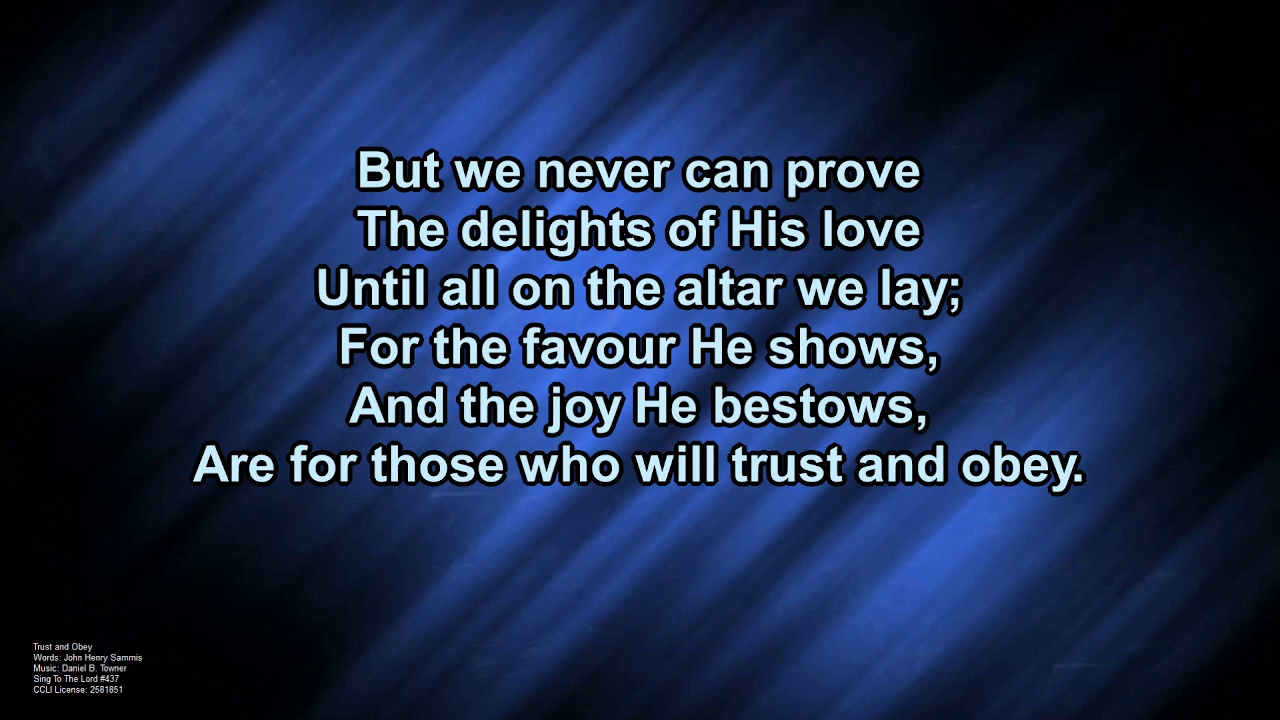 But we never can prove
The delights of His love
Until all on the altar we lay;
For the favour He shows,
And the joy He bestows,
Are for those who will trust and obey.
Trust and Obey
Words: John Henry Sammis
Music: Daniel B. Towner
Sing To The Lord #437
CCLI License: 2581851